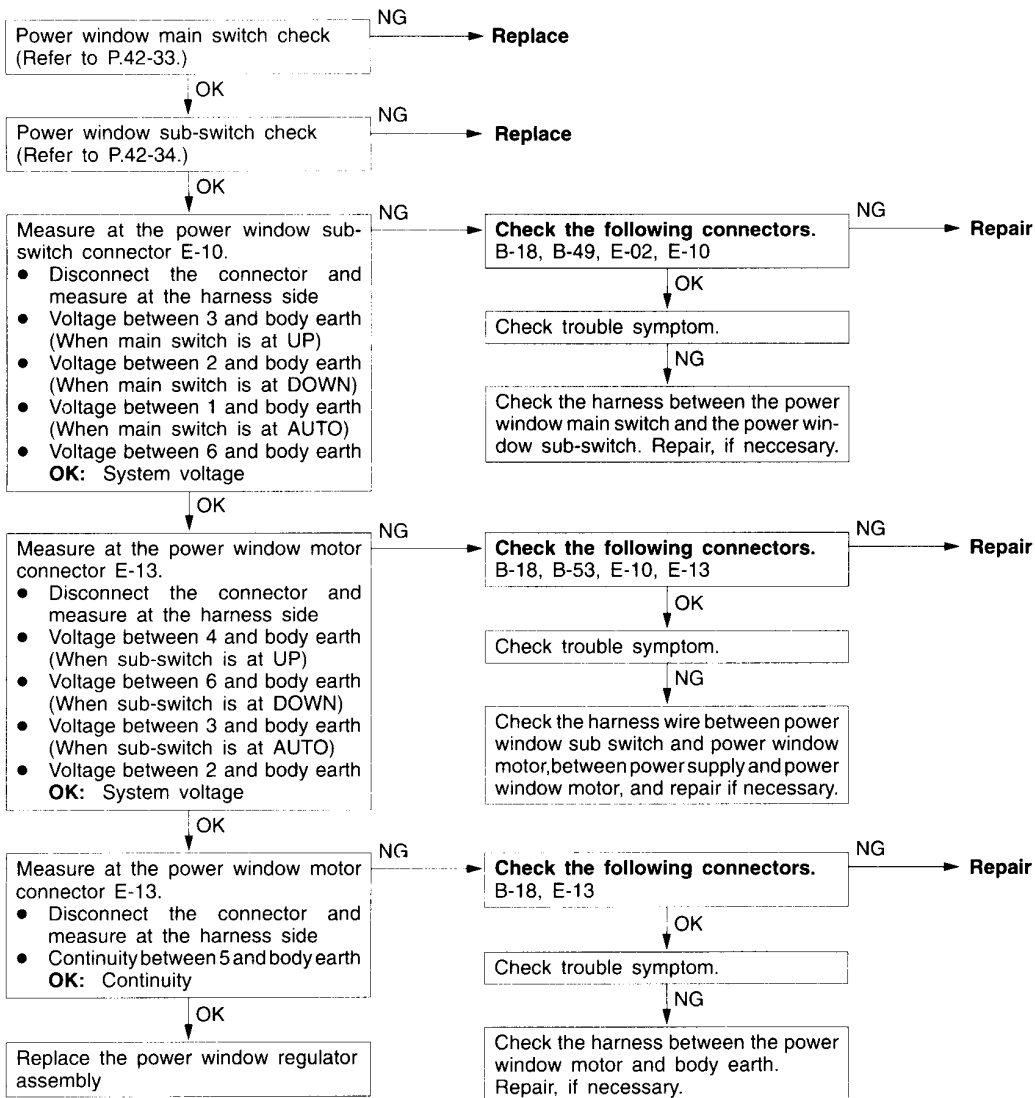 Power window main switch check
(Refer to P.42-33.)
NG
Replace
OK
Power window sub-switch check
(Refer to P.42-34.)
NG
Replace
OK
Measure at the power window sub-
switch connector E-10.
● Disconnect the connector and
measure at the harness side
● Voltage between 3 and body earth
(When main switch is at UP)
● Voltage between 2 and body earth
(When main switch is at DOWN)
● Voltage between 1 and body earth
(When main switch is at AUTO)
● Voltage between 6 and body earth
OK: System voltage
NG
Check the following connectors.
B-18, B-49, E-02, E-10
NG
Repair
OK
Check trouble symptom.
NG
Check the harness between the power
window main switch and the power win-
dow sub-switch. Repair, if neccesary.
OK
Measure at the power window motor
connector E-13.
● Disconnect the connector and
measure at the harness side
● Voltage between 4 and body earth
(When sub-switch is at UP)
● Voltage between 6 and body earth
(When sub-switch is at DOWN)
● Voltage between 3 and body earth
(When sub-switch is at AUTO)
● Voltage between 2 and body earth
OK: System voltage
NG
Check the following connectors.
B-18, B-53, E-10, E-13
NG
Repair
OK
Check trouble symptom.
NG
Check the harness wire between power
window sub switch and power window
motor, between power supply and power
window motor, and repair if necessary.
OK
Measure at the power window motor
connector E-13.
● Disconnect the connector and
measure at the harness side
● Continuity between 5 and body earth
OK: Continuity
NG
Check the following connectors.
B-18, E-13
NG
Repair
OK
Check trouble symptom.
NG
Check the harness between the power
window motor and body earth.
Repair, if necessary.
OK
Replace the power window regulator
assembly